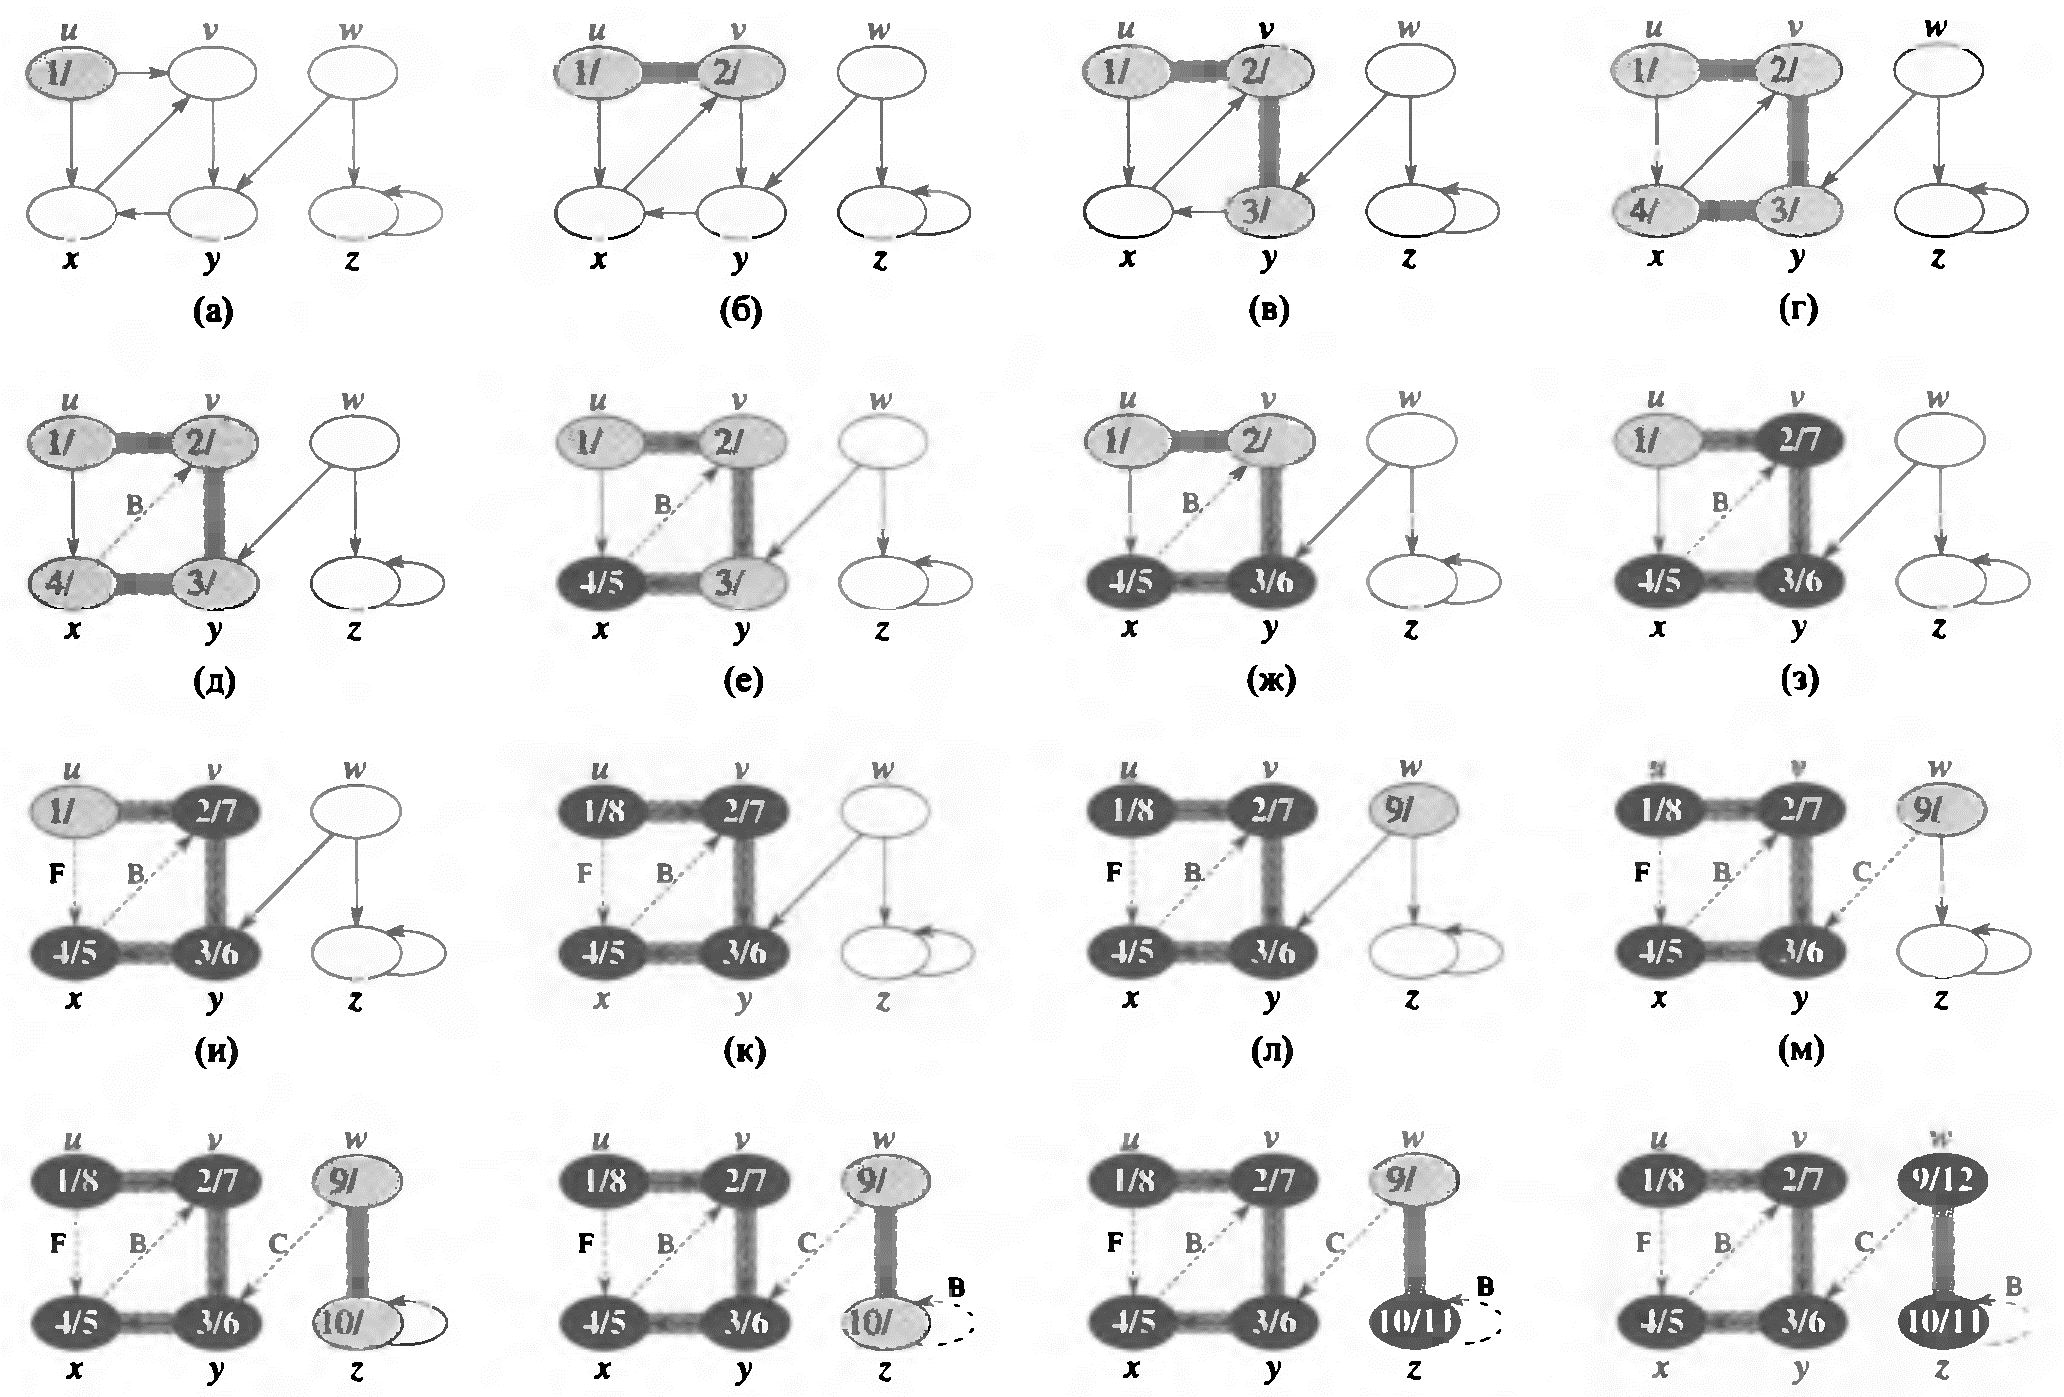 u v w u v w u v w u v w
1/ 1/ 2/ 1/ 2/ 1/ 2/
3/ 4/ 3/
x y z x y z x y z x y z
(а) (б) (в) (г)
u v w u v w u v w u v w
1/ 2/ 1/ 2/ 1/ 2/ 1/ 2/7
B B B B
4/ 3/ 4/5 3/ 4/5 3/6 4/5 3/6
x y z x y z x y z x y z
(д) (е) (ж) (з)
u v w u v w u v w u v w
1/ 2/7 1/8 2/7 1/8 2/7 9/ 1/8 2/7 9/
F B F B F B F B C
4/5 3/6 4/5 3/6 4/5 3/6 4/5 3/6
x y z x y z x y z x y z
(и) (к) (л) (м)
u v w u v w u v w u v w
1/8 2/7 9/ 1/8 2/7 9/ 1/8 2/7 9/ 1/8 2/7 9/12
F B C F B C B F B C B F B C B
4/5 3/6 10/ 4/5 3/6 10/ 4/5 3/6 10/11 4/5 3/6 10/11
x y z x y z x y z x y z